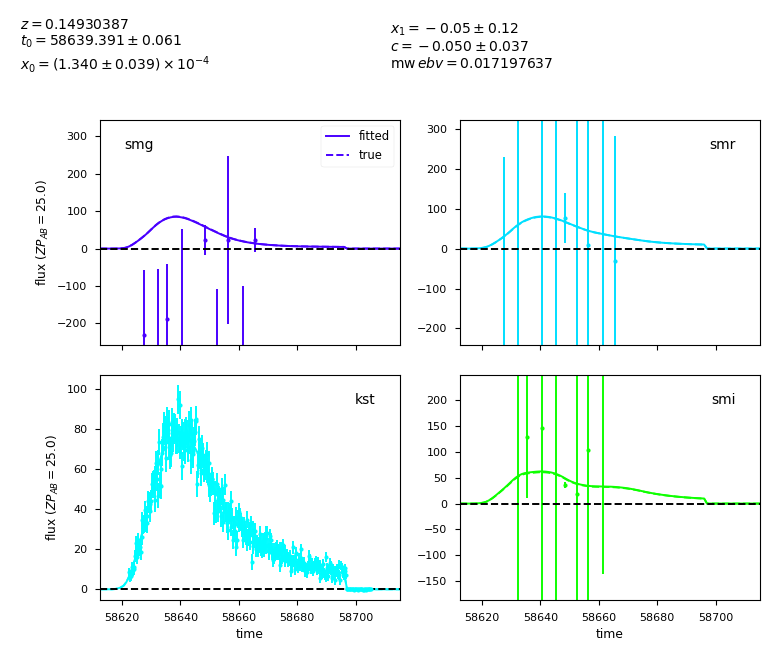 z = 0.14930387
t₀ = 58639.391 ± 0.061
x₀ = (1.340 ± 0.039) × 10⁻⁴
x₁ = −0.05 ± 0.12
c = −0.050 ± 0.037
mw ebv = 0.017197637
smg
fitted
true
flux (ZP_AB = 25.0)
300
200
100
0
−100
−200
smr
300
200
100
0
−100
−200
kst
flux (ZP_AB = 25.0)
100
80
60
40
20
0
58620 58640 58660 58680 58700
time
smi
200
150
100
50
0
−50
−100
−150
58620 58640 58660 58680 58700
time